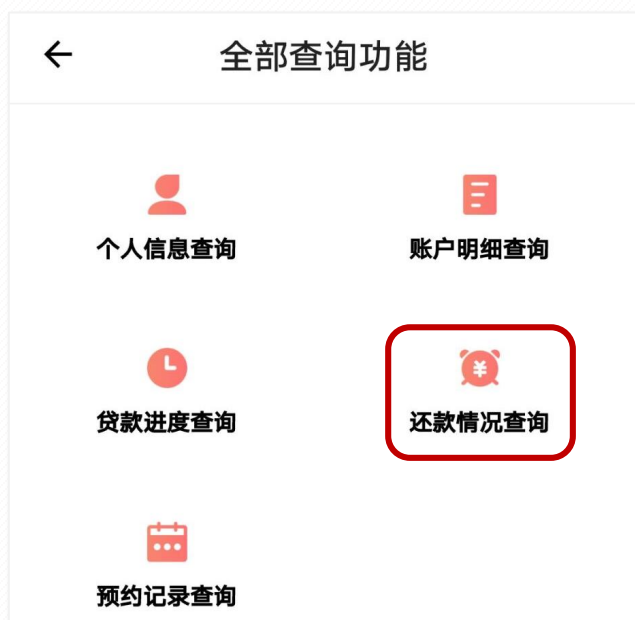 全部查询功能
个人信息查询
账户明细查询
贷款进度查询
还款情况查询
预约记录查询